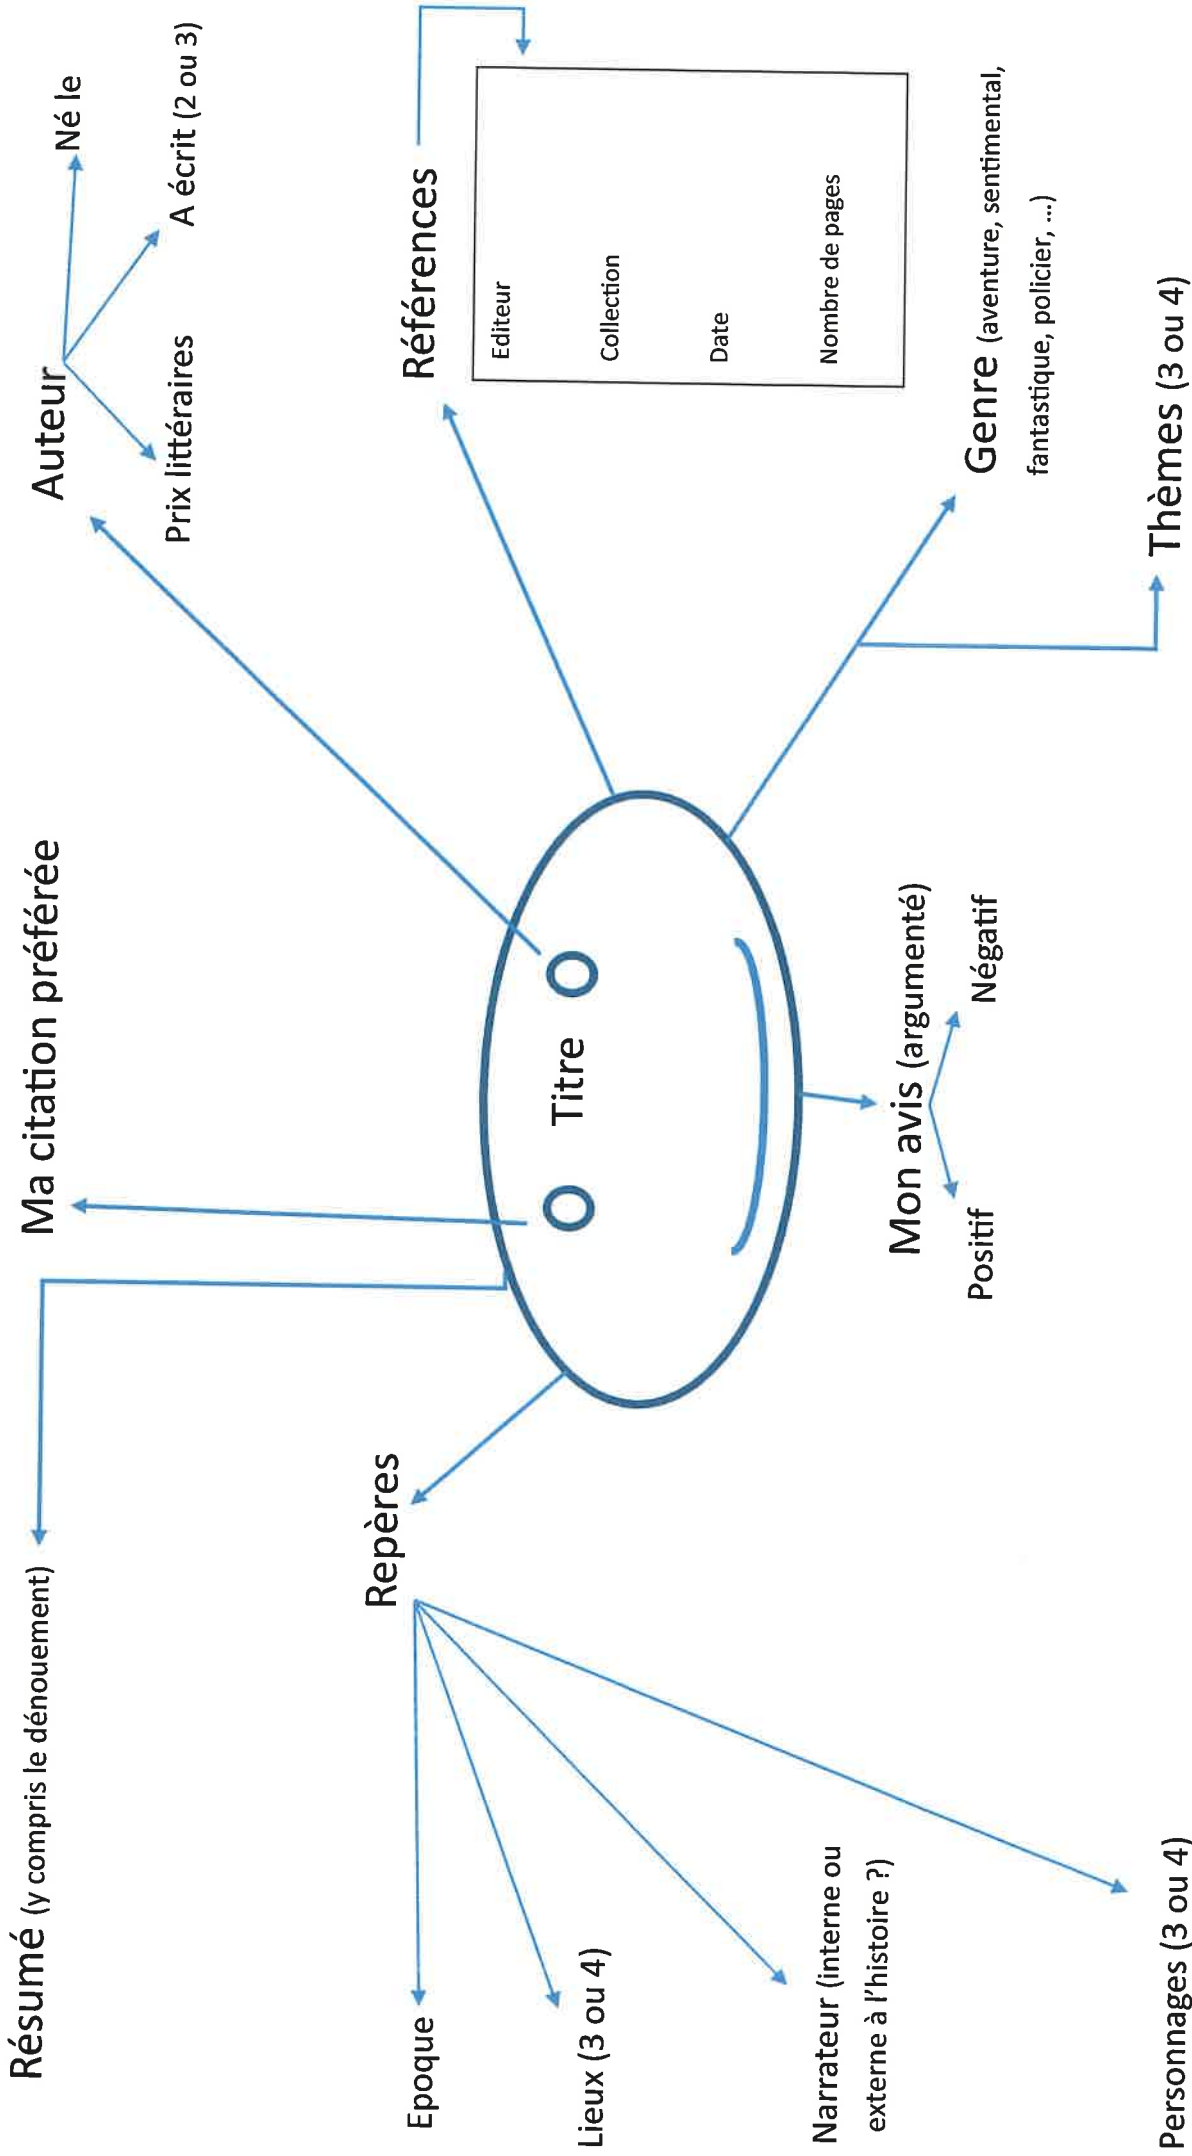 Résumé (y compris le dénouement)
Ma citation préférée
Auteur
Né le
A écrit (2 ou 3)
Prix littéraires
Repères
Epoque
Lieux (3 ou 4)
Narrateur (interne ou
externe à l'histoire ?)
Personnages (3 ou 4)
Titre
Références
Editeur
Collection
Date
Nombre de pages
Mon avis (argumenté)
Positif
Négatif
Genre (aventure, sentimental,
fantastique, policier, ...)
Thèmes (3 ou 4)